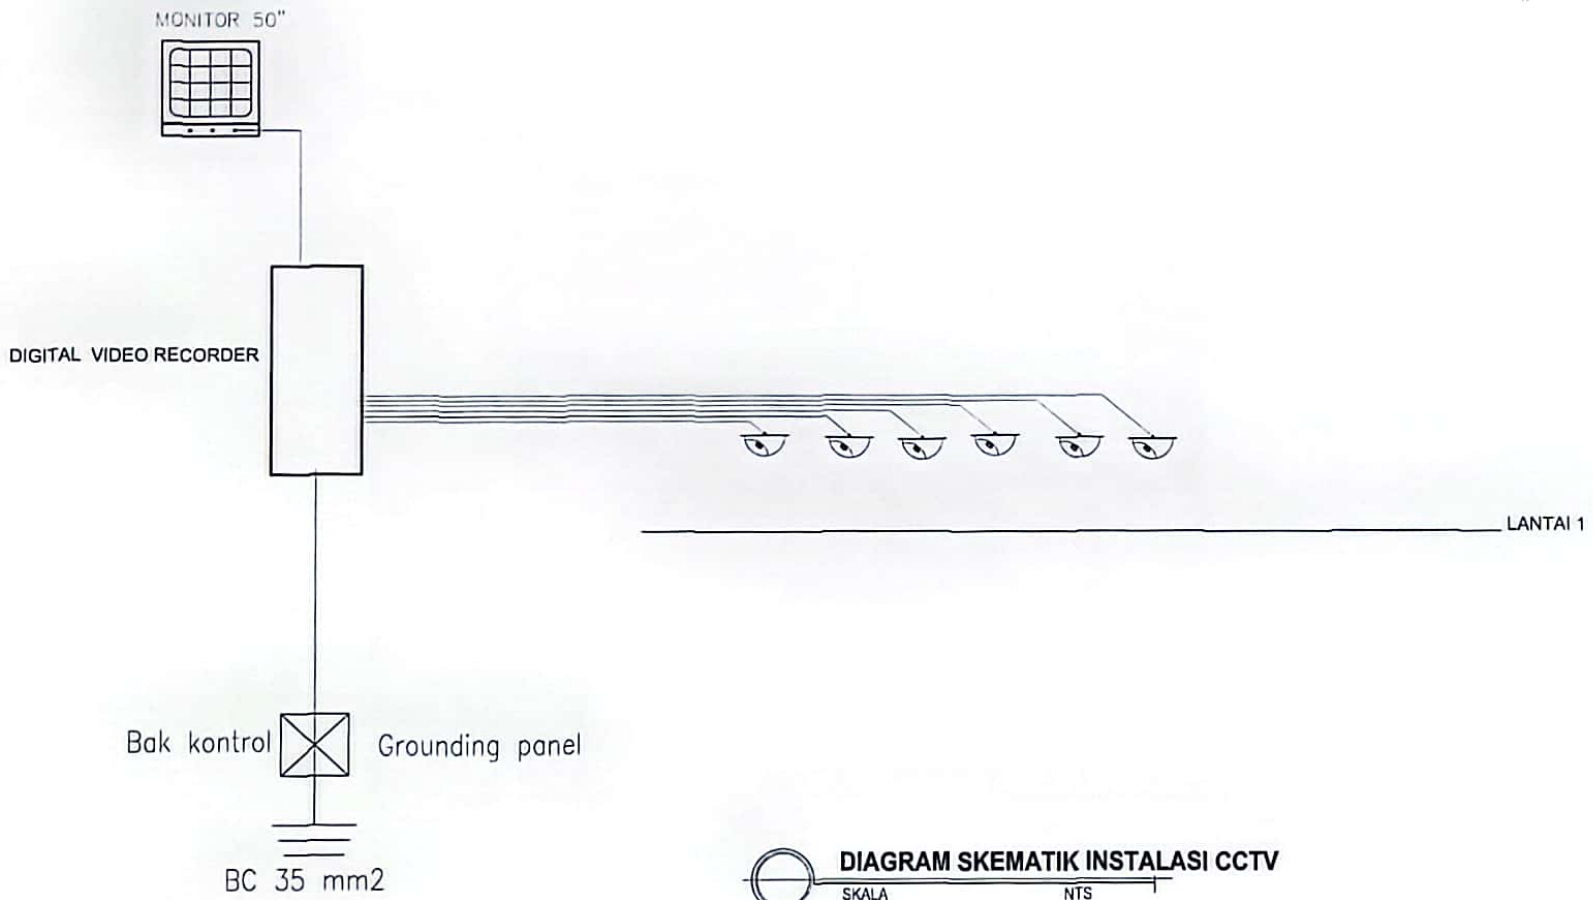 MONITOR 50"
DIGITAL VIDEO RECORDER
LANTAI 1
Bak kontrol
Grounding panel
BC 35 mm2
DIAGRAM SKEMATIK INSTALASI CCTV
SKALA NTS